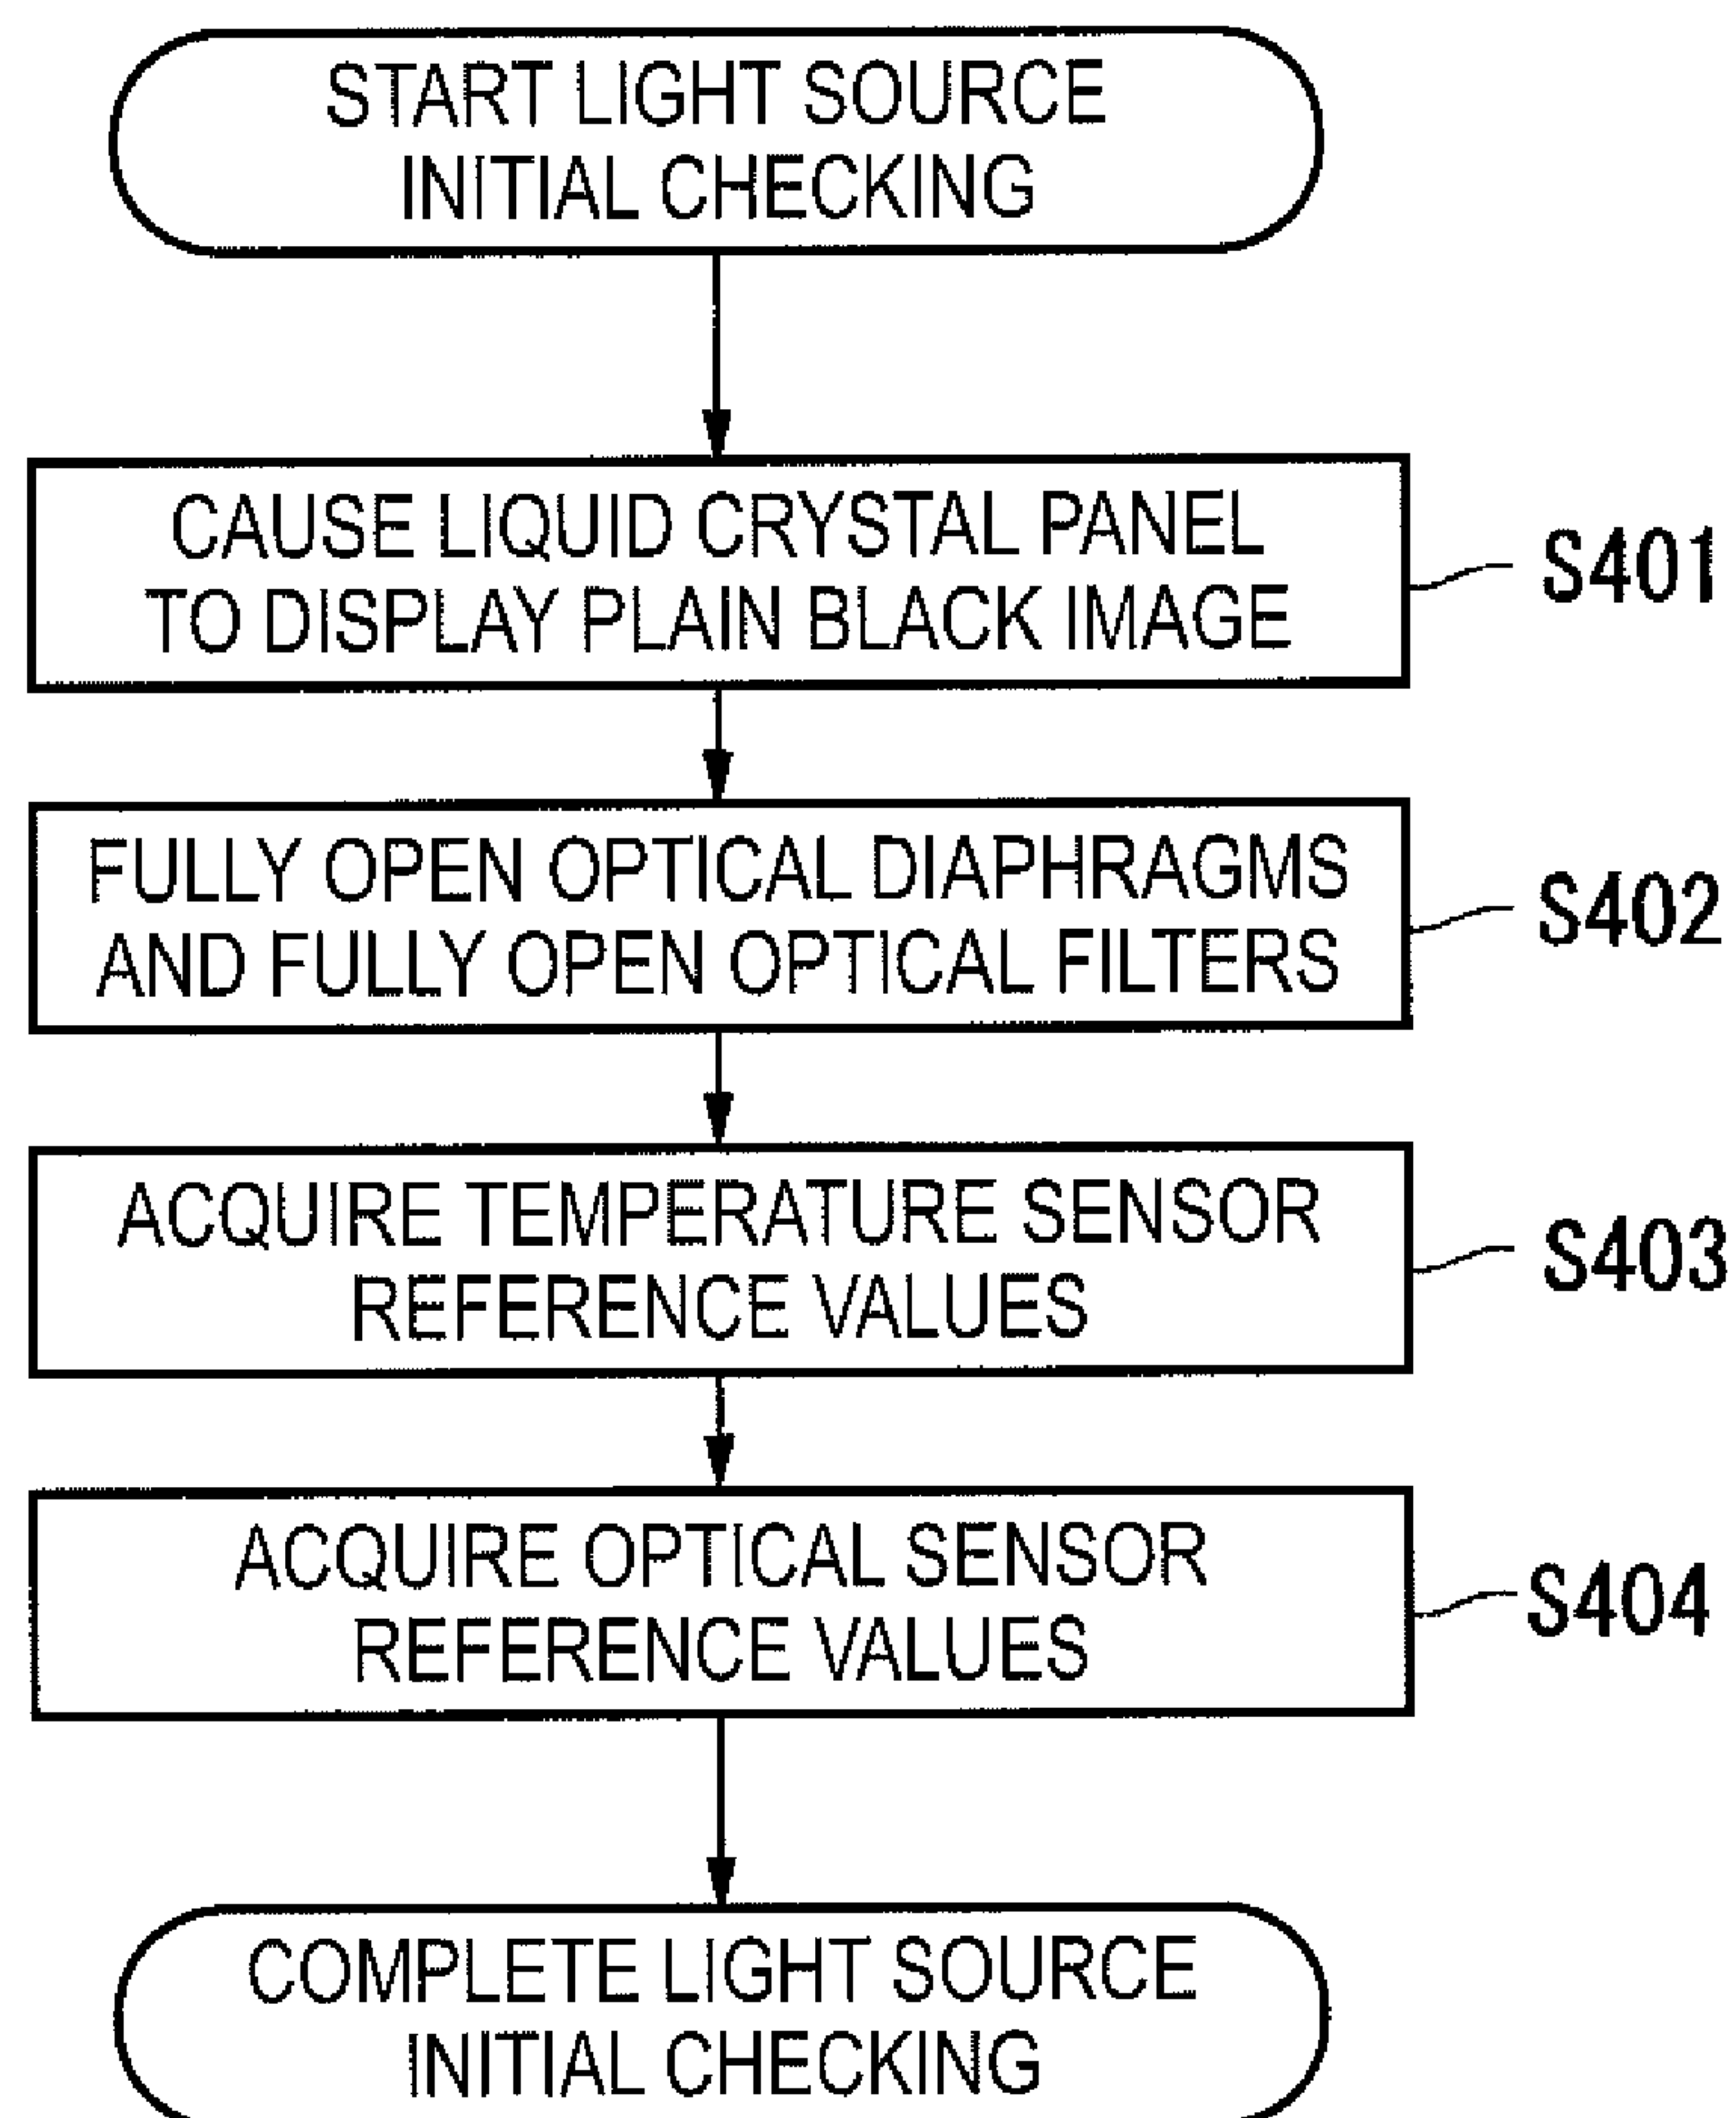 START LIGHT SOURCE
INITIAL CHECKING
CAUSE LIQUID CRYSTAL PANEL
TO DISPLAY PLAIN BLACK IMAGE
S401
FULLY OPEN OPTICAL DIAPHRAGMS
AND FULLY OPEN OPTICAL FILTERS
S402
ACQUIRE TEMPERATURE SENSOR
REFERENCE VALUES
S403
ACQUIRE OPTICAL SENSOR
REFERENCE VALUES
S404
COMPLETE LIGHT SOURCE
INITIAL CHECKING